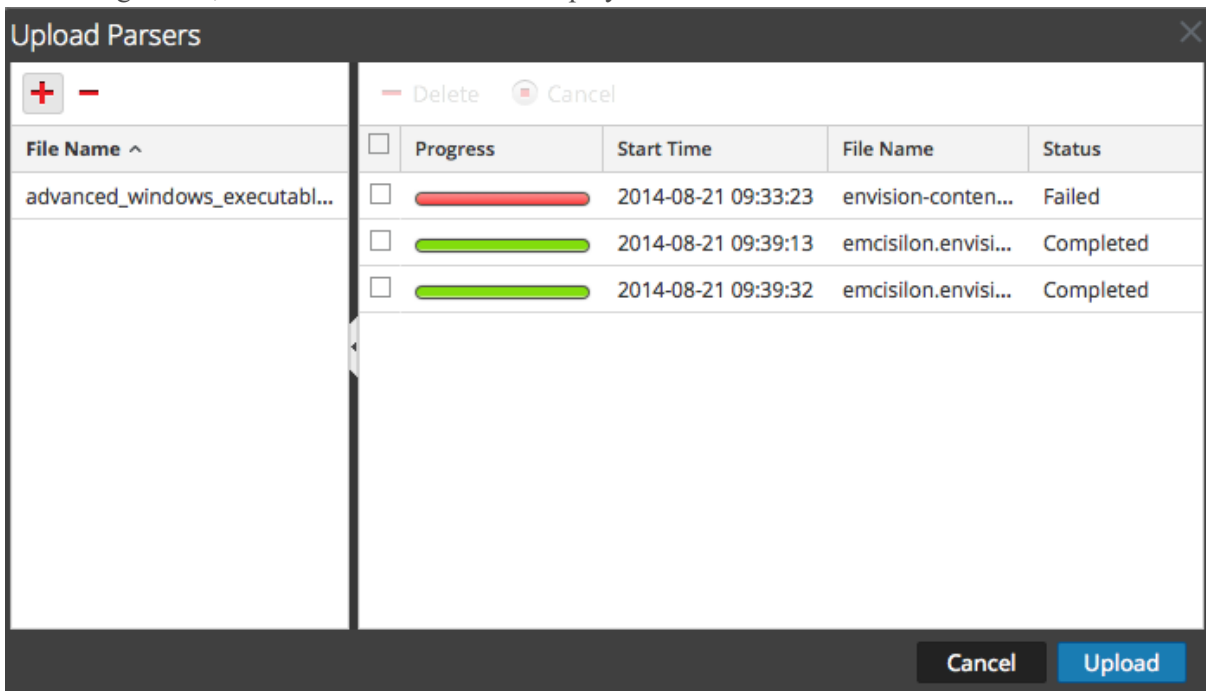 Upload Parsers
Delete Cancel
File Name Progress Start Time File Name Status
advanced_windows_executabl... 2014-08-21 09:33:23 envision-conten... Failed
2014-08-21 09:39:13 emcisilon.envisi... Completed
2014-08-21 09:39:32 emcisilon.envisi... Completed
Cancel Upload